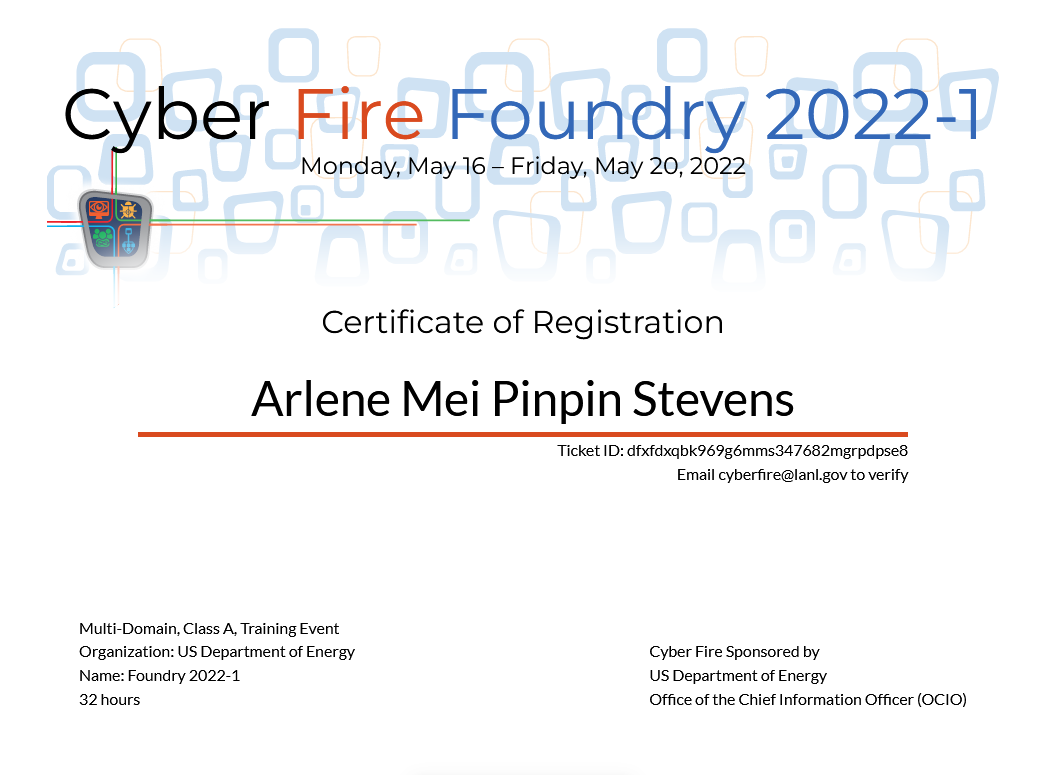 Cyber Fire Foundry 2022-1
Monday, May 16 – Friday, May 20, 2022
Certificate of Registration
Arlene Mei Pinpin Stevens
Ticket ID: dfxfdxqbk969g6mms347682mgrpdpse8
Email cyberfire@lanl.gov to verify
Multi-Domain, Class A, Training Event
Organization: US Department of Energy
Name: Foundry 2022-1
32 hours
Cyber Fire Sponsored by
US Department of Energy
Office of the Chief Information Officer (OCIO)